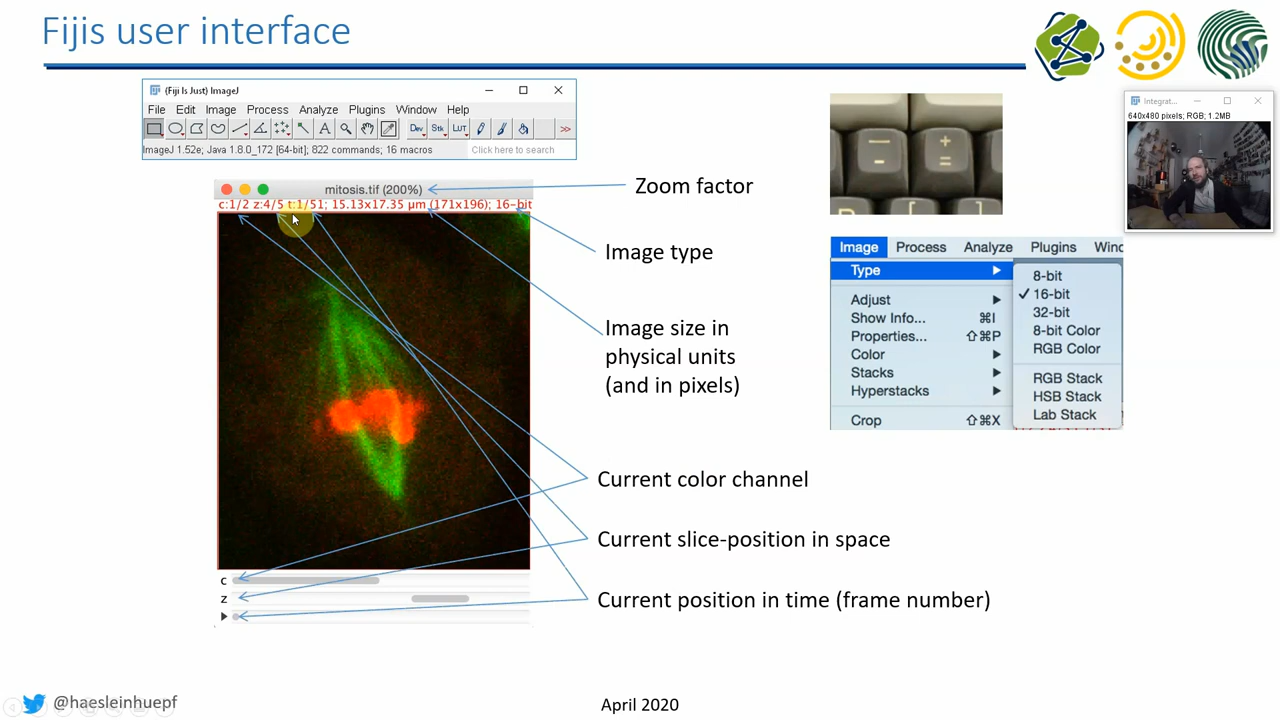 Fijis user interface
(Fiji Is Just) ImageJ
File Edit Image Process Analyze Plugins Window Help
Dev Stk LUT >>
ImageJ 1.52e; Java 1.8.0_172 [64-bit]; 822 commands; 16 macros
Click here to search
mitosis.tif (200%)
c:1/2 z:4/5 t:1/51; 15.13x17.35 µm (171x196); 16-bit
Zoom factor
Image type
Image size in
physical units
(and in pixels)
Current color channel
Current slice-position in space
Current position in time (frame number)
c
z
Image Process Analyze Plugins Winc
Type
Adjust
Show Info... ⌘I
Properties... ⇧⌘P
Color
Stacks
Hyperstacks
Crop ⇧⌘X
8-bit
✓ 16-bit
32-bit
8-bit Color
RGB Color
RGB Stack
HSB Stack
Lab Stack
Integrat...
640x480 pixels; RGB; 1.2MB
@haesleinhuepf
April 2020